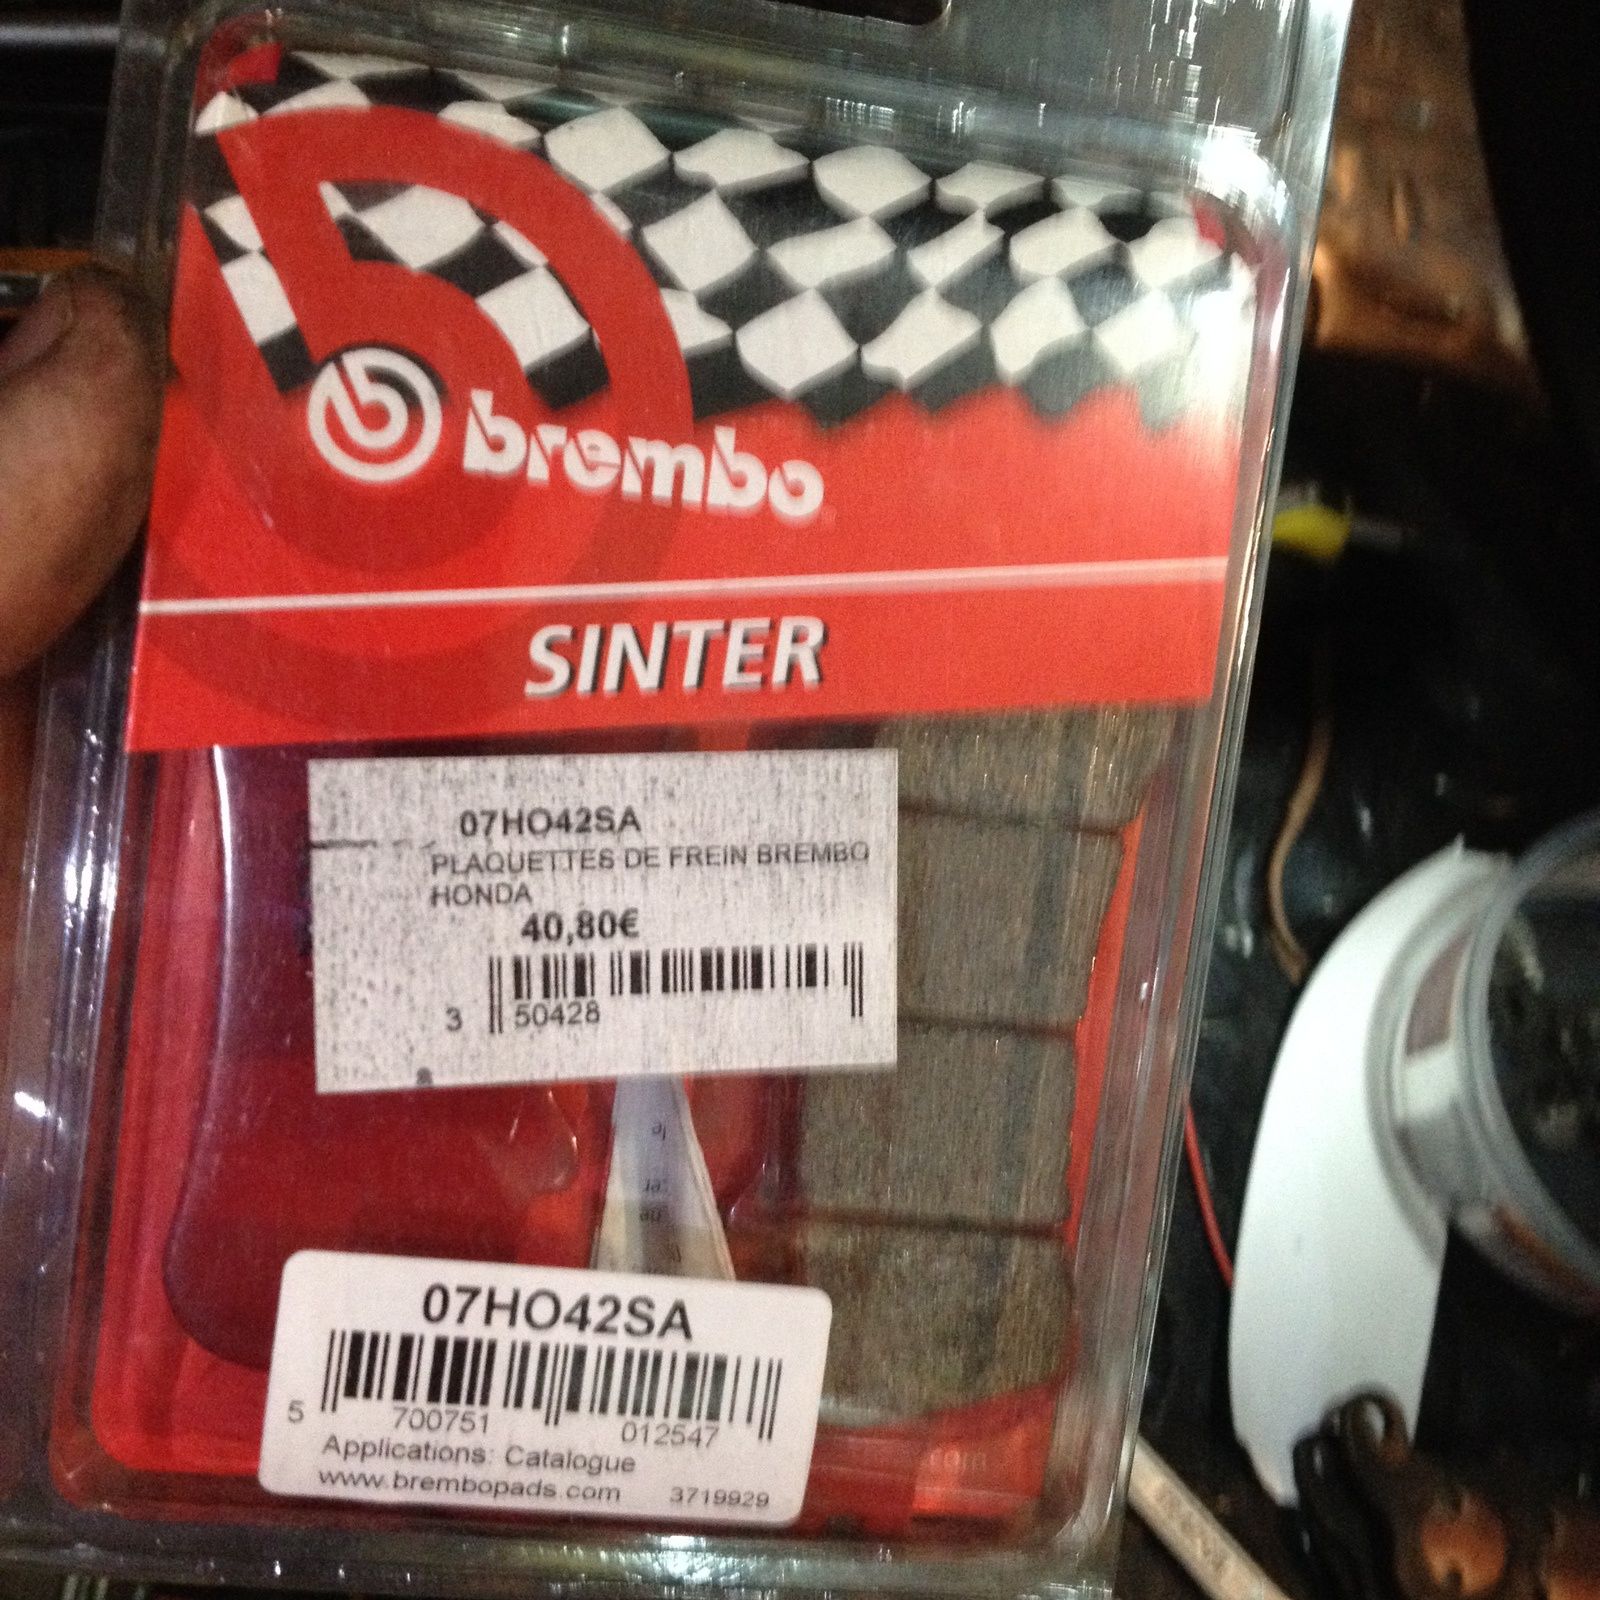 brembo
SINTER
07HO42SA
PLAQUETTES DE FREIN BREMBO
HONDA
40,80€
3 50428
07HO42SA
5 700751 012547
Applications: Catalogue
www.brembopads.com 3719929